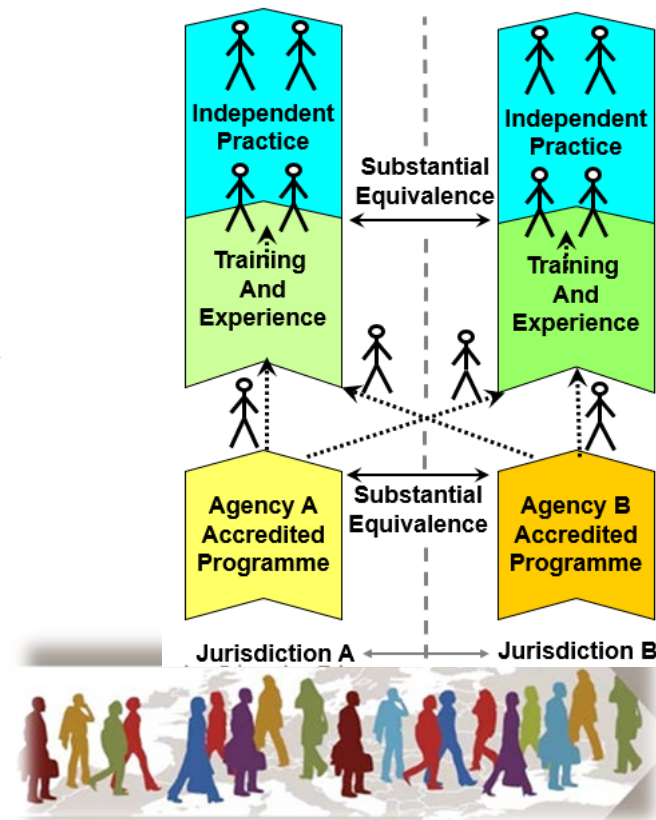 Independent
Practice
Independent
Practice
Substantial
Equivalence
Training
And
Experience
Training
And
Experience
Agency A
Accredited
Programme
Substantial
Equivalence
Agency B
Accredited
Programme
Jurisdiction A
Jurisdiction B